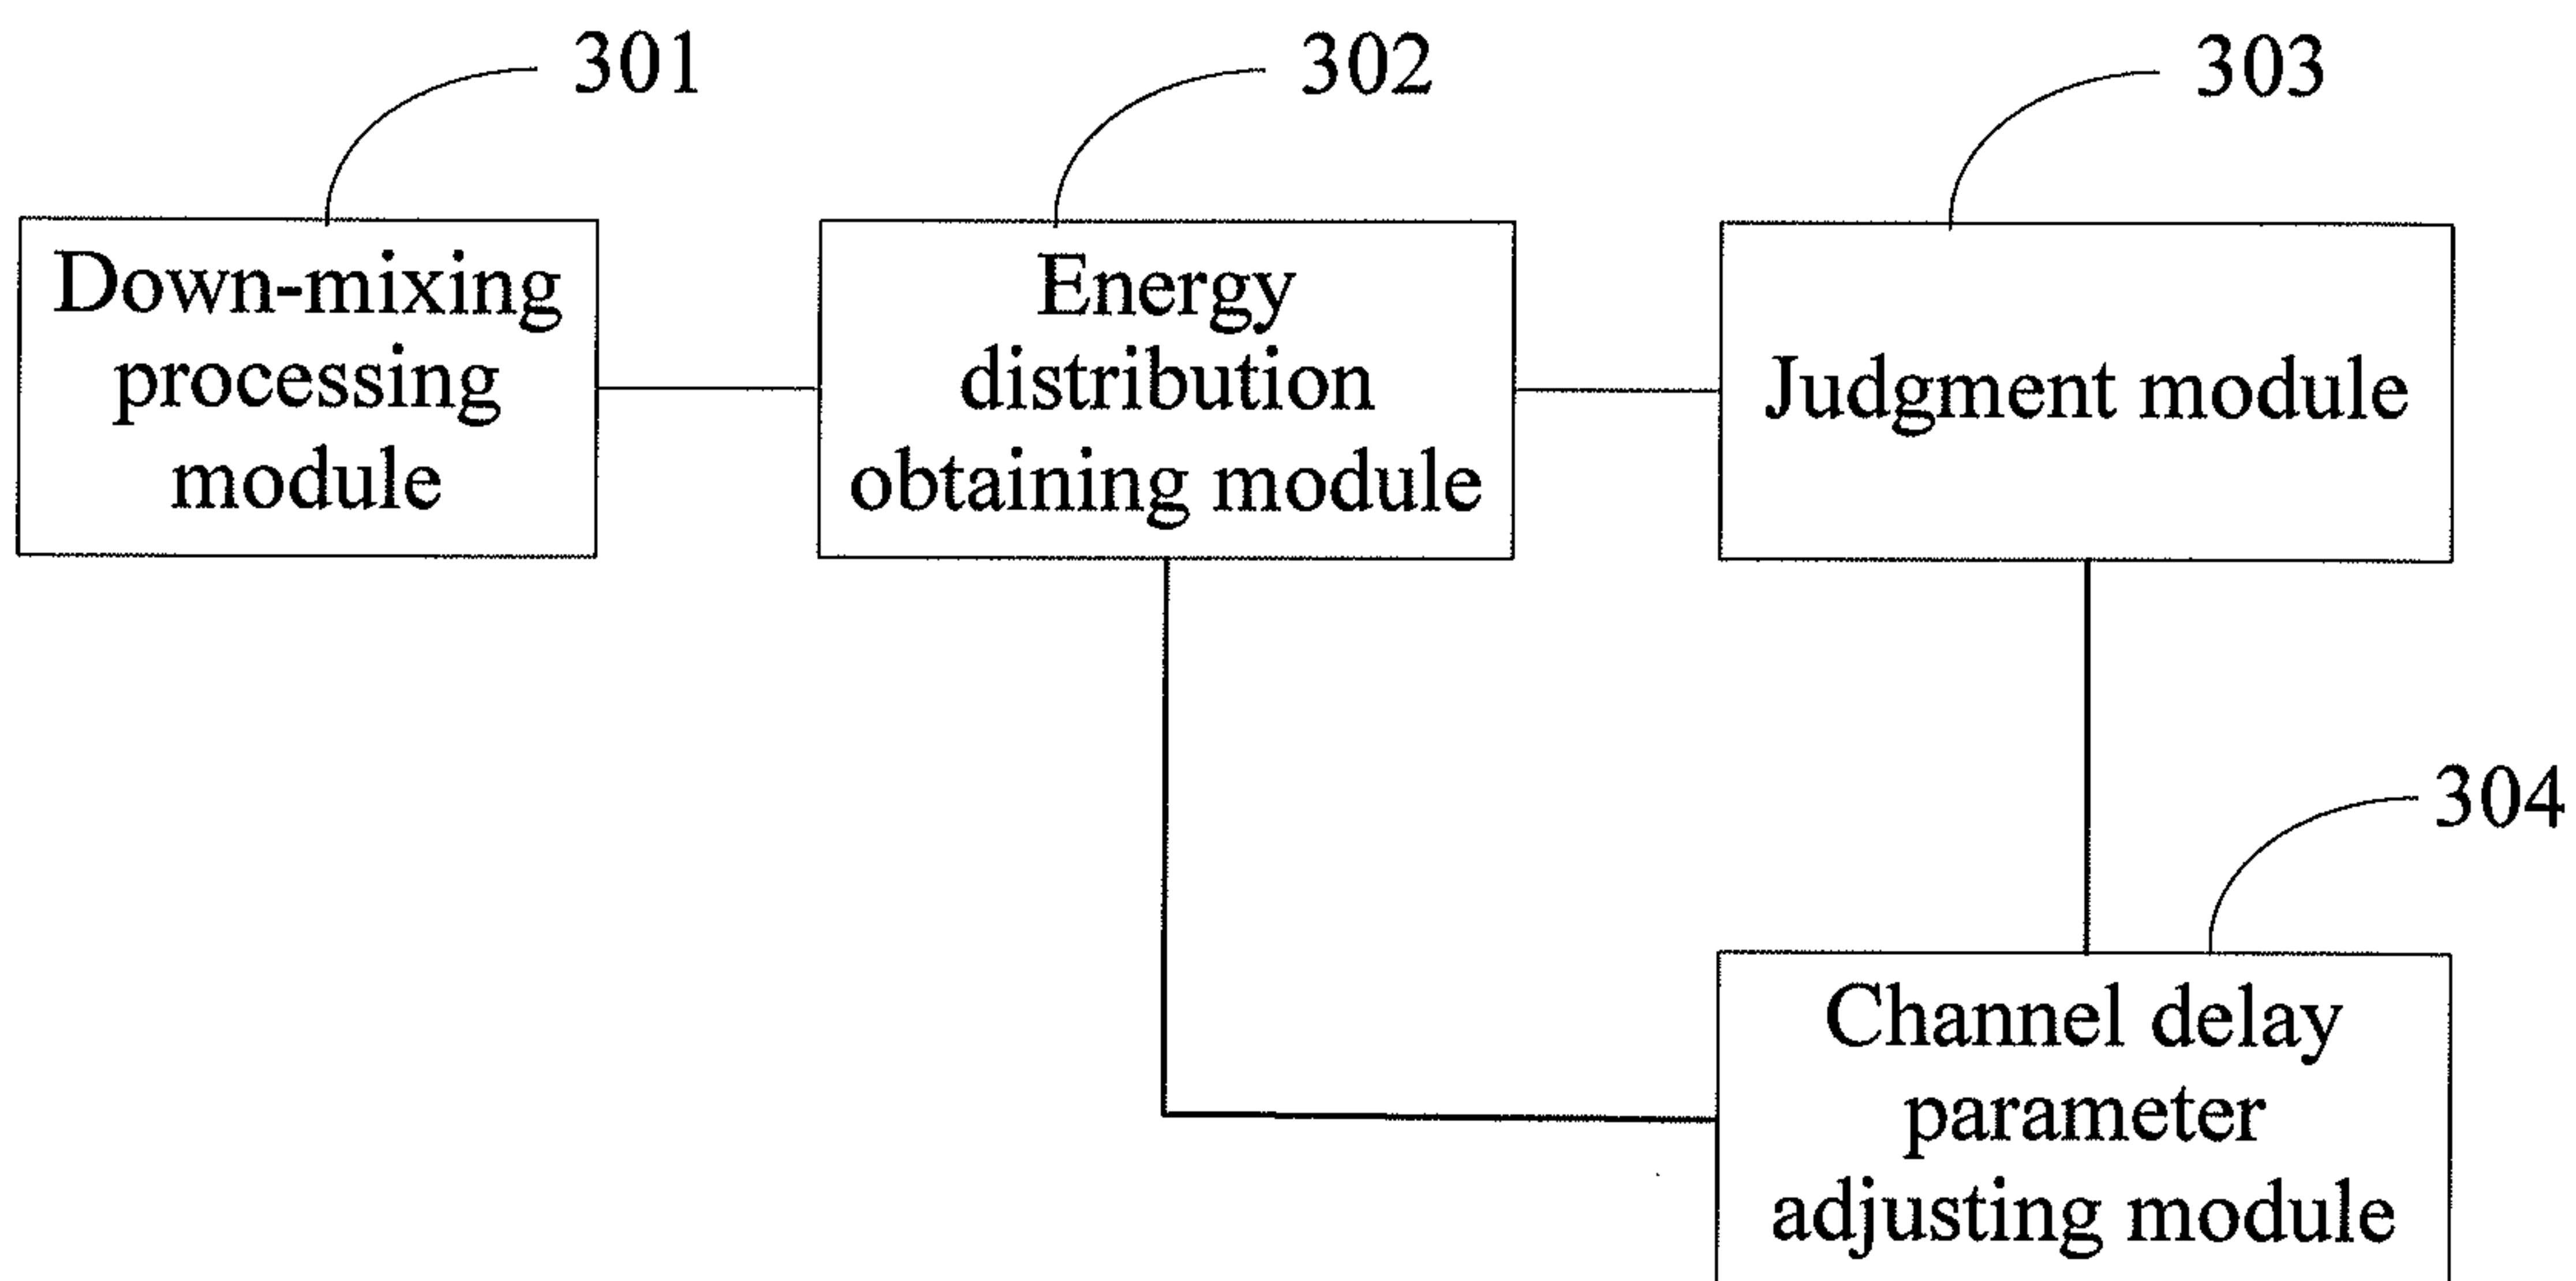 301
302
303
Down-mixing
processing
module
Energy
distribution
obtaining module
Judgment module
304
Channel delay
parameter
adjusting module